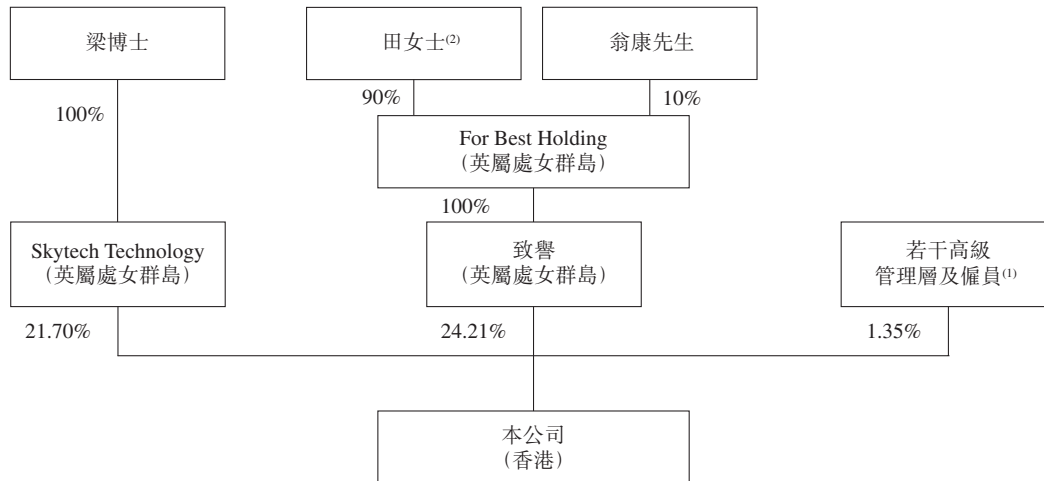 梁博士
田女士(2)
翁康先生
100%
90%
10%
For Best Holding
(英屬處女群島)
100%
Skytech Technology
(英屬處女群島)
致譽
(英屬處女群島)
若干高級
管理層及僱員(1)
21.70%
24.21%
1.35%
本公司
(香港)